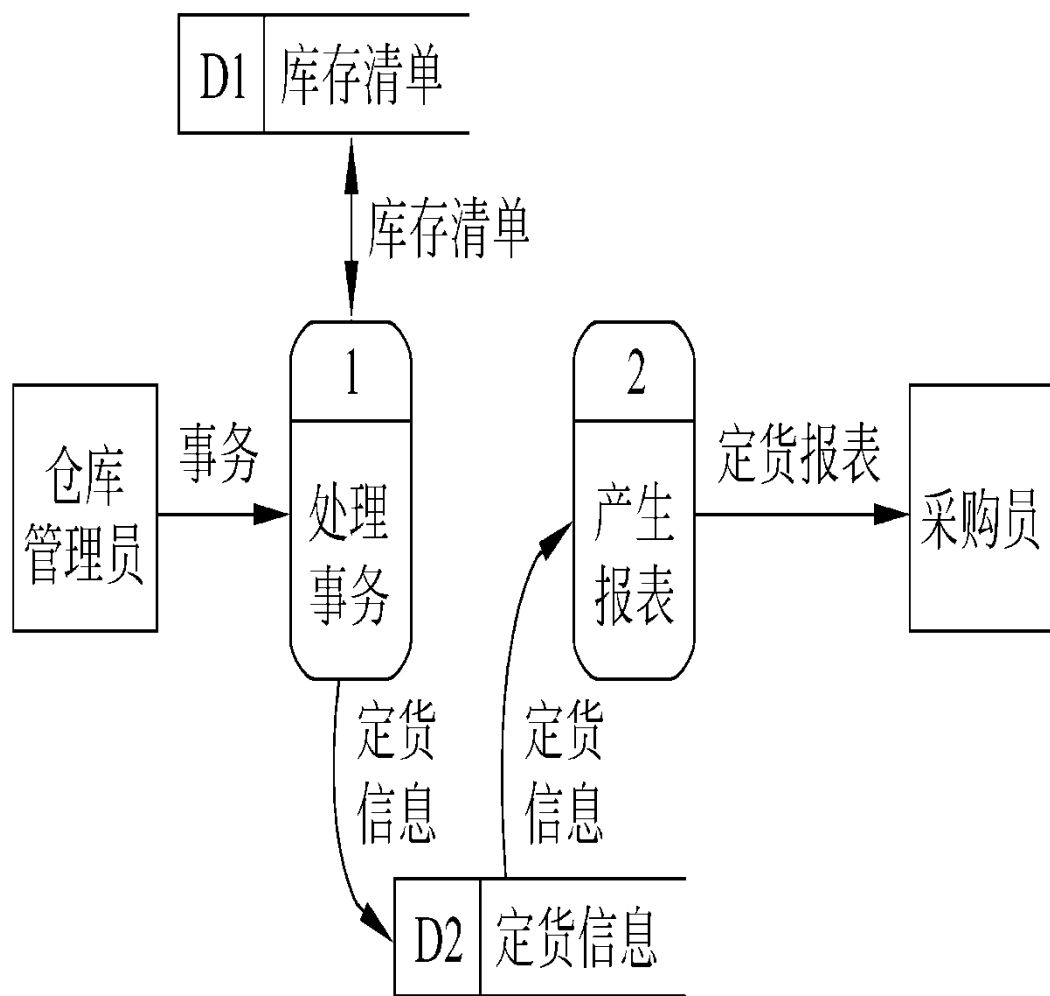 D1 库存清单
库存清单
1
2
仓库
管理员
事务
处理
事务
产生
报表
定货报表
采购员
定货
信息
定货
信息
D2 定货信息